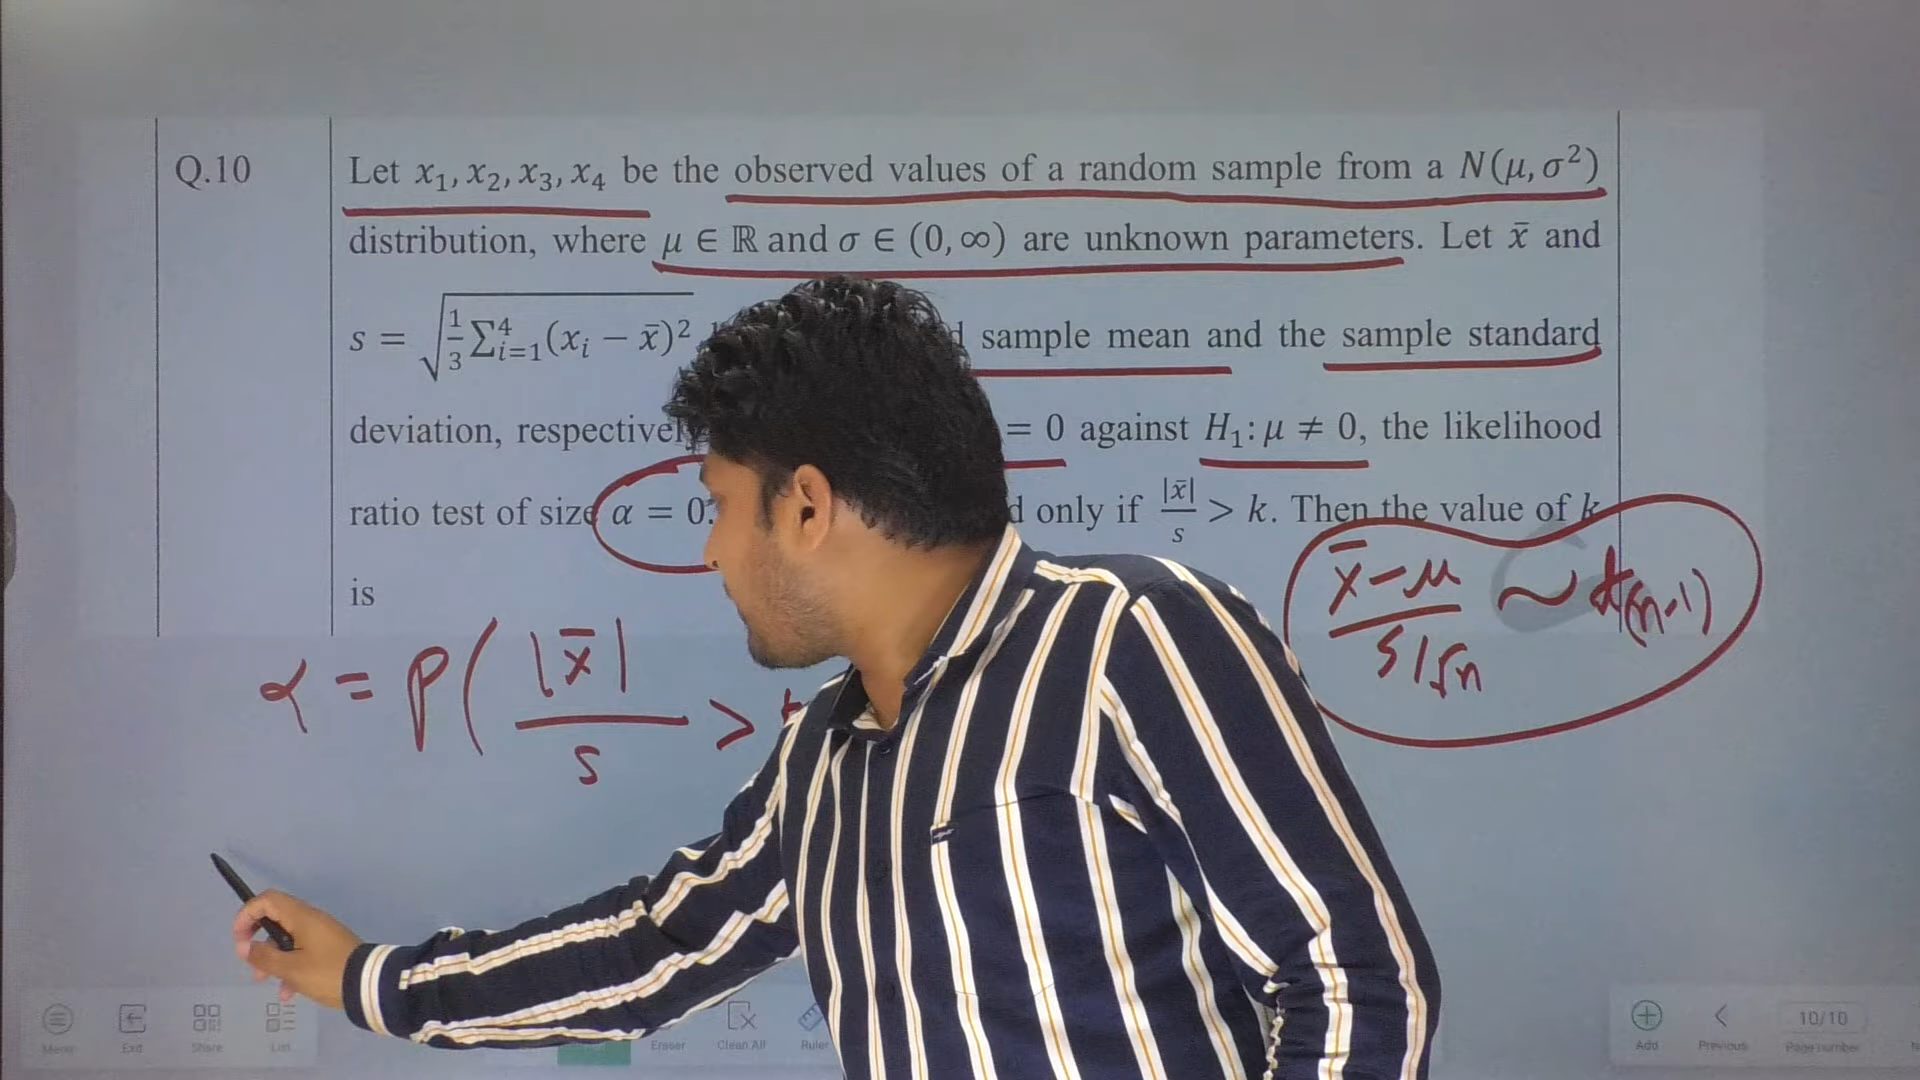 Q.10
Let x₁, x₂, x₃, x₄ be the observed values of a random sample from a N(μ, σ²)
distribution, where μ ∈ ℝ and σ ∈ (0, ∞) are unknown parameters. Let x̄ and
s = √(1/3 Σ⁴ᵢ₌₁(xᵢ − x̄)²) sample mean and the sample standard
deviation, = 0 against H₁: μ ≠ 0, the likelihood
ratio test of size α = 0. only if |x̄|/s > k. Then the value of k
is
x̄ − μ / S/√n ~ t(n-1)
α = P( |x̄| / s >
Menu Exit Share List Eraser Clean All Ruler Add Previous 10/10 Page number